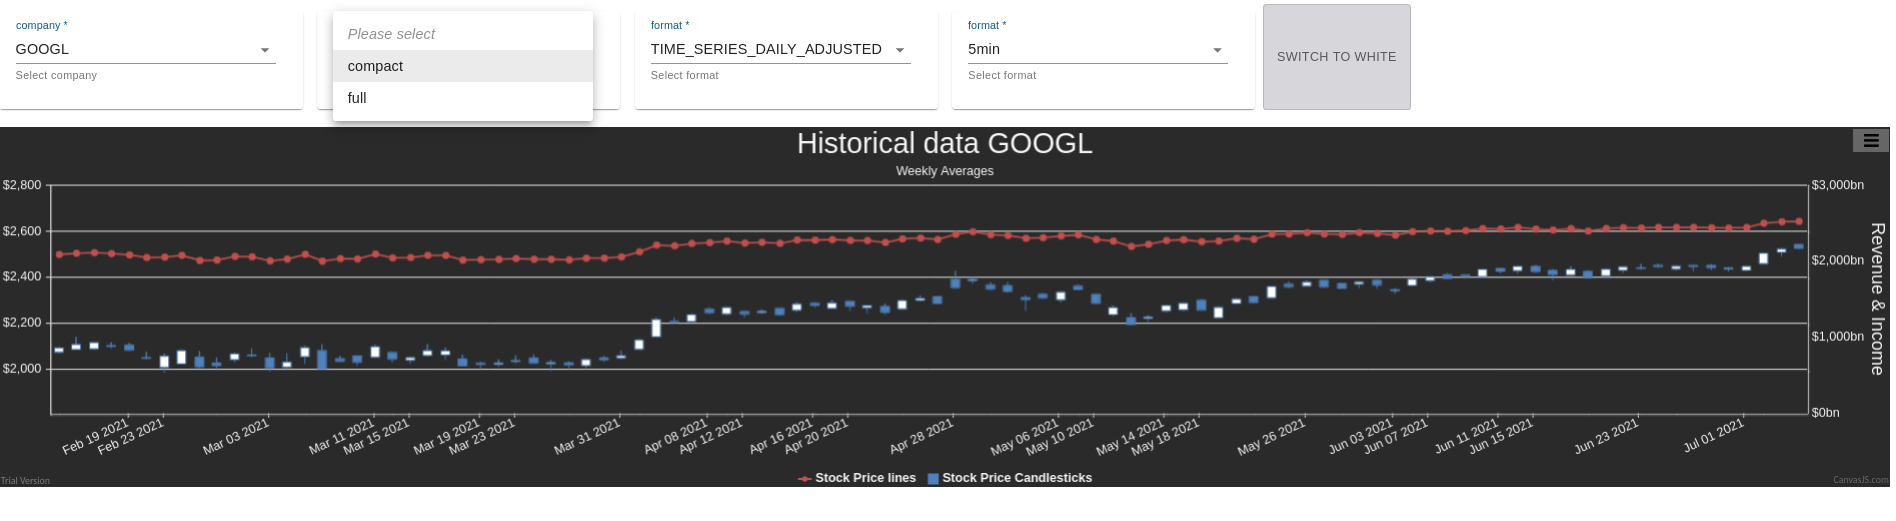 company *
GOOGL
Select company
Please select
compact
full
format *
TIME_SERIES_DAILY_ADJUSTED
Select format
format *
5min
Select format
SWITCH TO WHITE
Historical data GOOGL
Weekly Averages
$2,800
$2,600
$2,400
$2,200
$2,000
$3,000bn
$2,000bn
$1,000bn
$0bn
Revenue & Income
Feb 19 2021
Feb 23 2021
Mar 03 2021
Mar 11 2021
Mar 15 2021
Mar 19 2021
Mar 23 2021
Mar 31 2021
Apr 08 2021
Apr 12 2021
Apr 16 2021
Apr 20 2021
Apr 28 2021
May 06 2021
May 10 2021
May 14 2021
May 18 2021
May 26 2021
Jun 03 2021
Jun 07 2021
Jun 11 2021
Jun 15 2021
Jun 23 2021
Jul 01 2021
Stock Price lines
Stock Price Candlesticks
Trial Version
CanvasJS.com